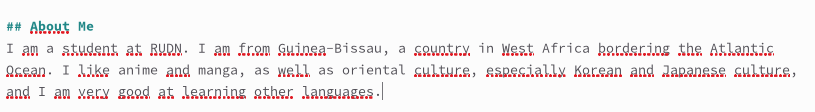 ## About Me
I am a student at RUDN. I am from Guinea-Bissau, a country in West Africa bordering the Atlantic
Ocean. I like anime and manga, as well as oriental culture, especially Korean and Japanese culture,
and I am very good at learning other languages.